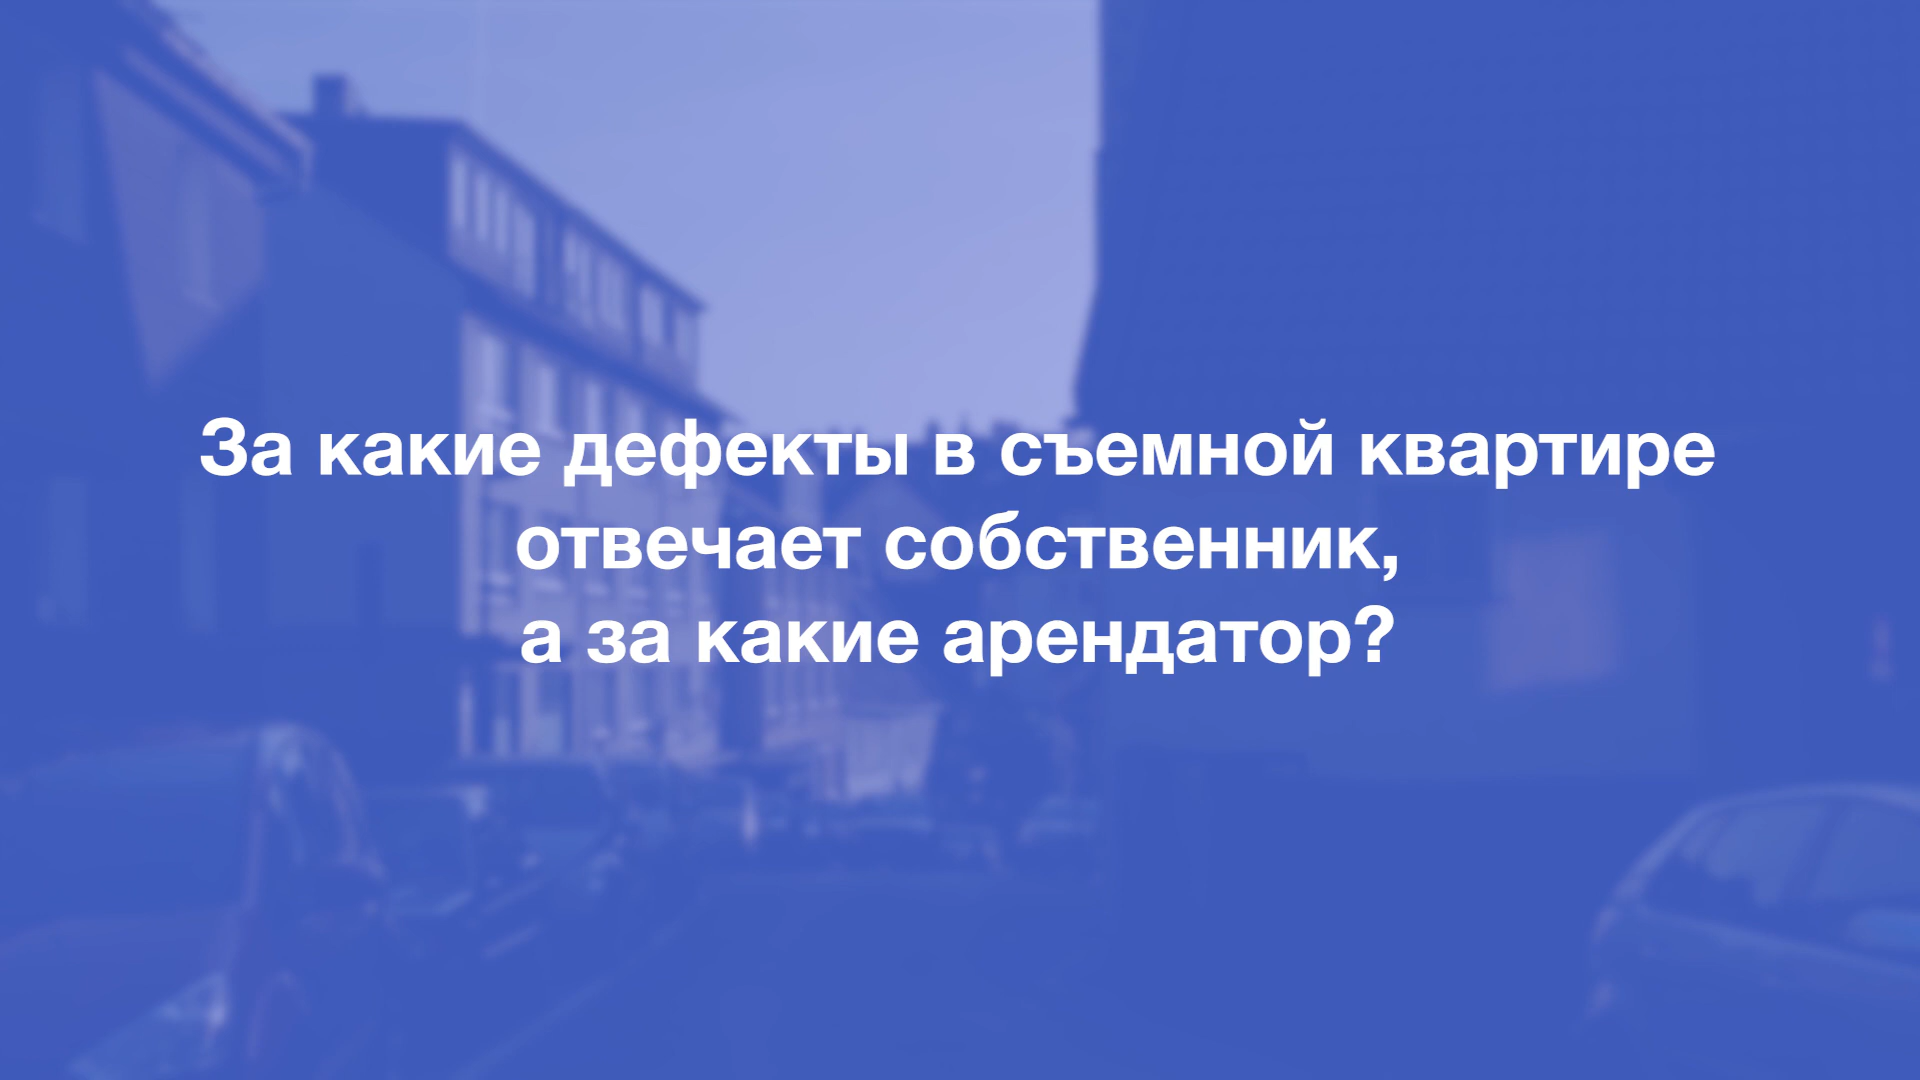 За какие дефекты в съемной квартире
отвечает собственник,
а за какие арендатор?